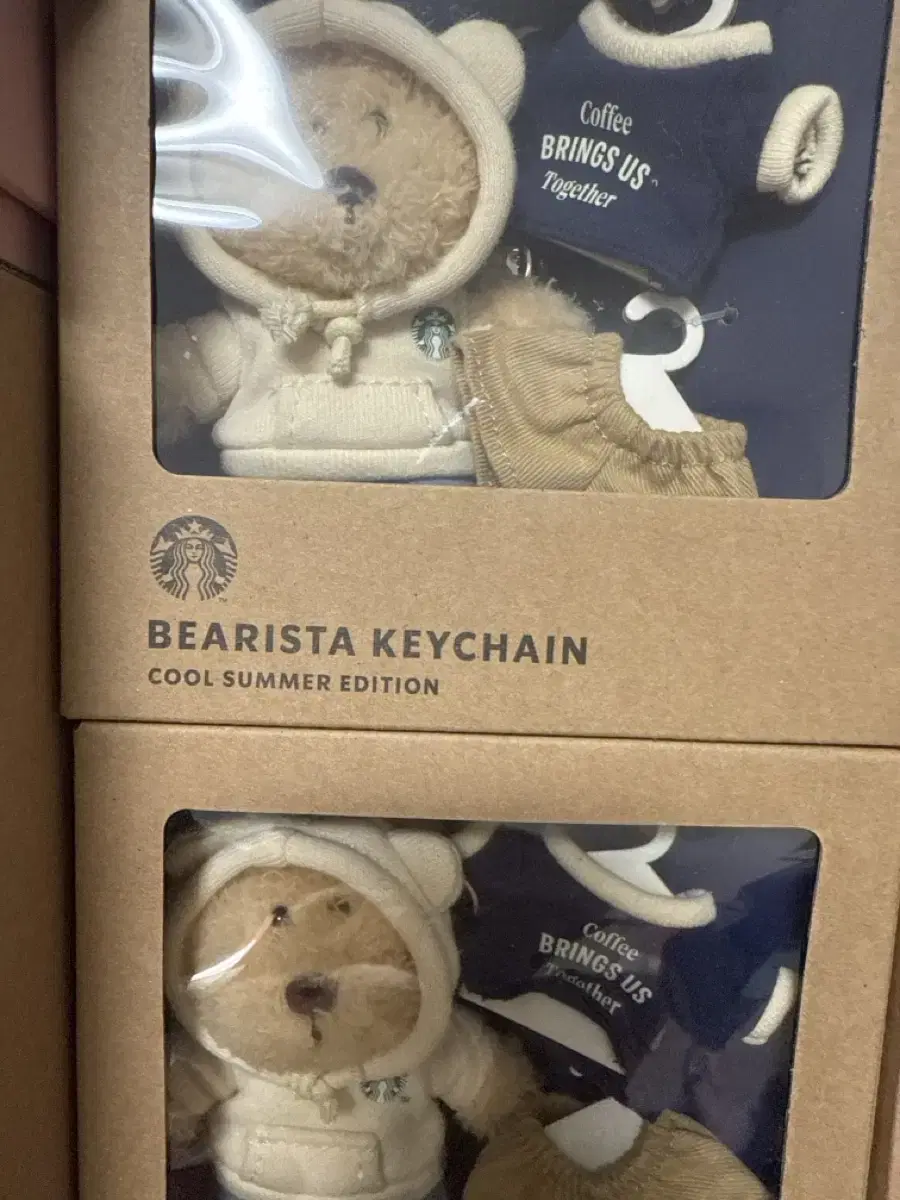 Coffee
BRINGS US
Together
BEARISTA KEYCHAIN
COOL SUMMER EDITION
Coffee
BRINGS US
Together